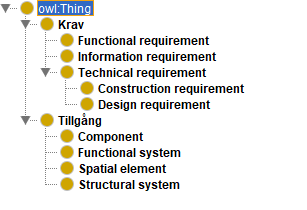 owl:Thing
Krav
Functional requirement
Information requirement
Technical requirement
Construction requirement
Design requirement
Tillgång
Component
Functional system
Spatial element
Structural system